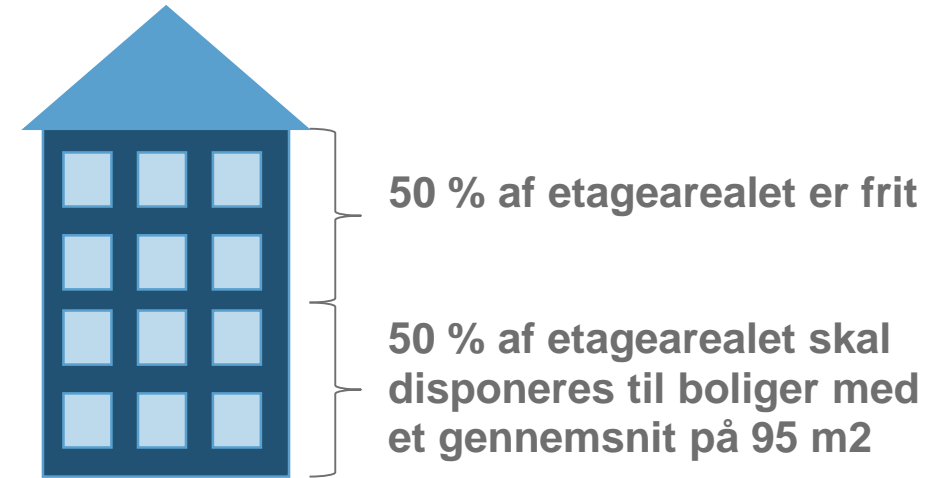 50 % af etagearealet er frit
50 % af etagearealet skal
disponeres til boliger med
et gennemsnit på 95 m2